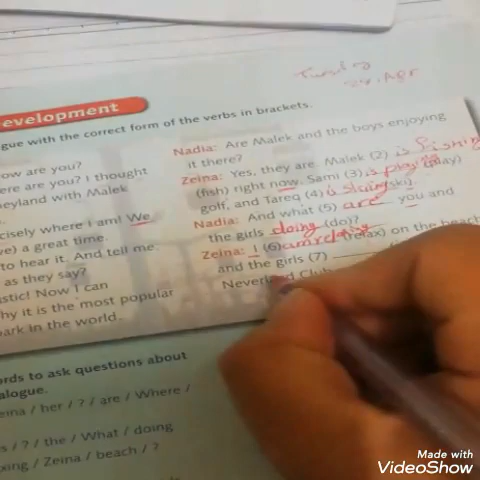 Tuesday
evelopment
gue with the correct form of the verbs in brackets.
ow are you?
ere are you? I thought
neyland with Malek
cisely where I am! We
ve) a great time.
to hear it. And tell me
as they say?
astic! Now I can
hy it is the most popular
park in the world.
Nadia: Are Malek and the boys enjoying
it there?
Zeina: Yes, they are. Malek (2) is fishing
(fish) right now. Sami (3) is playing (play)
golf, and Tareq (4) ski).
Nadia: And what (5) are you and
the girls doing (do)?
Zeina: I (6) (relax) on the beach
and the girls (7)
Neverland Club
ords to ask questions about
alogue.
eina / her / ? / are / Where /
s / ? / the / What / doing
xing / Zeina / beach / ?
Made with
VideoShow